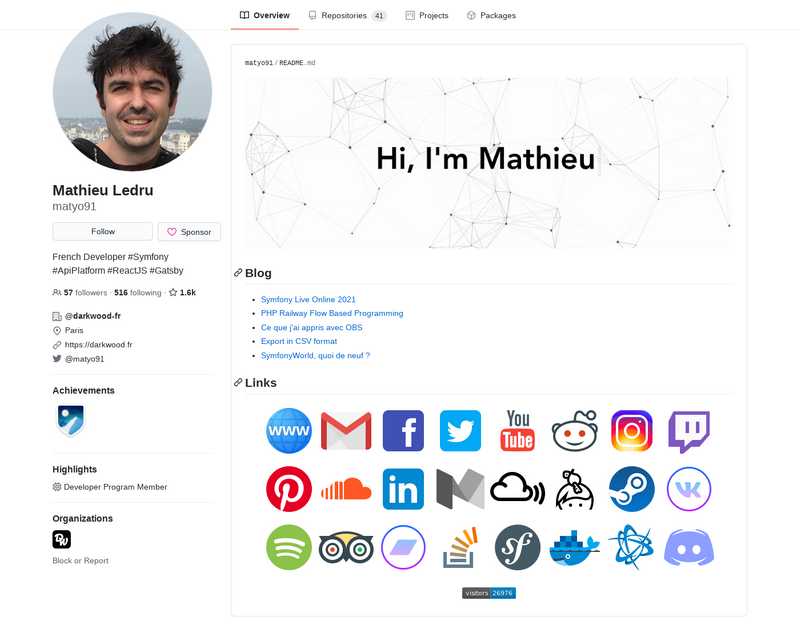 Overview
Repositories 41
Projects
Packages
Mathieu Ledru
matyo91
Follow
Sponsor
French Developer #Symfony
#ApiPlatform #ReactJS #Gatsby
57 followers · 516 following · 1.6k
@darkwood-fr
Paris
https://darkwood.fr
@matyo91
Achievements
Highlights
Developer Program Member
Organizations
DW
Block or Report
matyo91/README.md
Hi, I'm Mathieu
Blog
Symfony Live Online 2021
PHP Railway Flow Based Programming
Ce que j'ai appris avec OBS
Export in CSV format
SymfonyWorld, quoi de neuf ?
Links
WWW
You
Tube
in
sf
visitors 26976